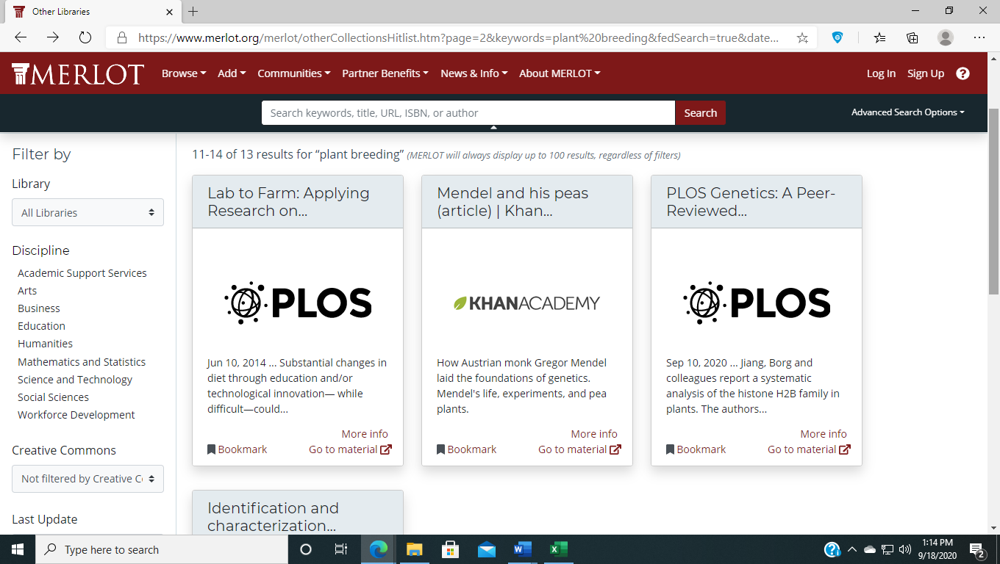 Other Libraries
https://www.merlot.org/merlot/otherCollectionsHitlist.htm?page=2&keywords=plant%20breeding&fedSearch=true&date...
MERLOT Browse Add Communities Partner Benefits News & Info About MERLOT Log In Sign Up ?
Search keywords, title, URL, ISBN, or author Search Advanced Search Options
Filter by
Library
All Libraries
Discipline
Academic Support Services
Arts
Business
Education
Humanities
Mathematics and Statistics
Science and Technology
Social Sciences
Workforce Development
Creative Commons
Not filtered by Creative Co
Last Update
11-14 of 13 results for “plant breeding” (MERLOT will always display up to 100 results, regardless of filters)
Lab to Farm: Applying
Research on...
PLOS
Jun 10, 2014 ... Substantial changes in
diet through education and/or
technological innovation— while
difficult—could...
More info
Bookmark Go to material
Mendel and his peas
(article) | Khan...
KHANACADEMY
How Austrian monk Gregor Mendel
laid the foundations of genetics.
Mendel's life, experiments, and pea
plants.
More info
Bookmark Go to material
PLOS Genetics: A Peer-
Reviewed...
PLOS
Sep 10, 2020 ... Jiang, Borg and
colleagues report a systematic
analysis of the histone H2B family in
plants. The authors...
More info
Bookmark Go to material
Identification and
characterization...
Type here to search
1:14 PM
9/18/2020
2